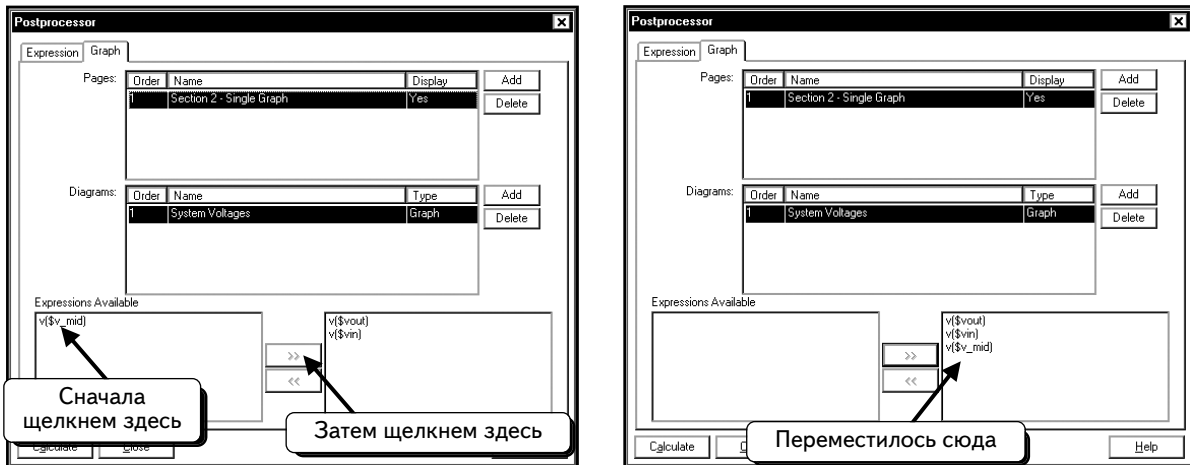 Postprocessor
Expression Graph
Pages:
Order Name Display
1 Section 2 - Single Graph Yes
Add
Delete
Diagrams:
Order Name Type
1 System Voltages Graph
Add
Delete
Expressions Available
v($v_mid)
v($vout)
v($vin)
>>
<<
Сначала
щелкнем здесь
Затем щелкнем здесь
Calculate Close
Postprocessor
Expression Graph
Pages:
Order Name Display
1 Section 2 - Single Graph Yes
Add
Delete
Diagrams:
Order Name Type
1 System Voltages Graph
Add
Delete
Expressions Available
v($vout)
v($vin)
v($v_mid)
>>
<<
Переместилось сюда
Calculate
Help